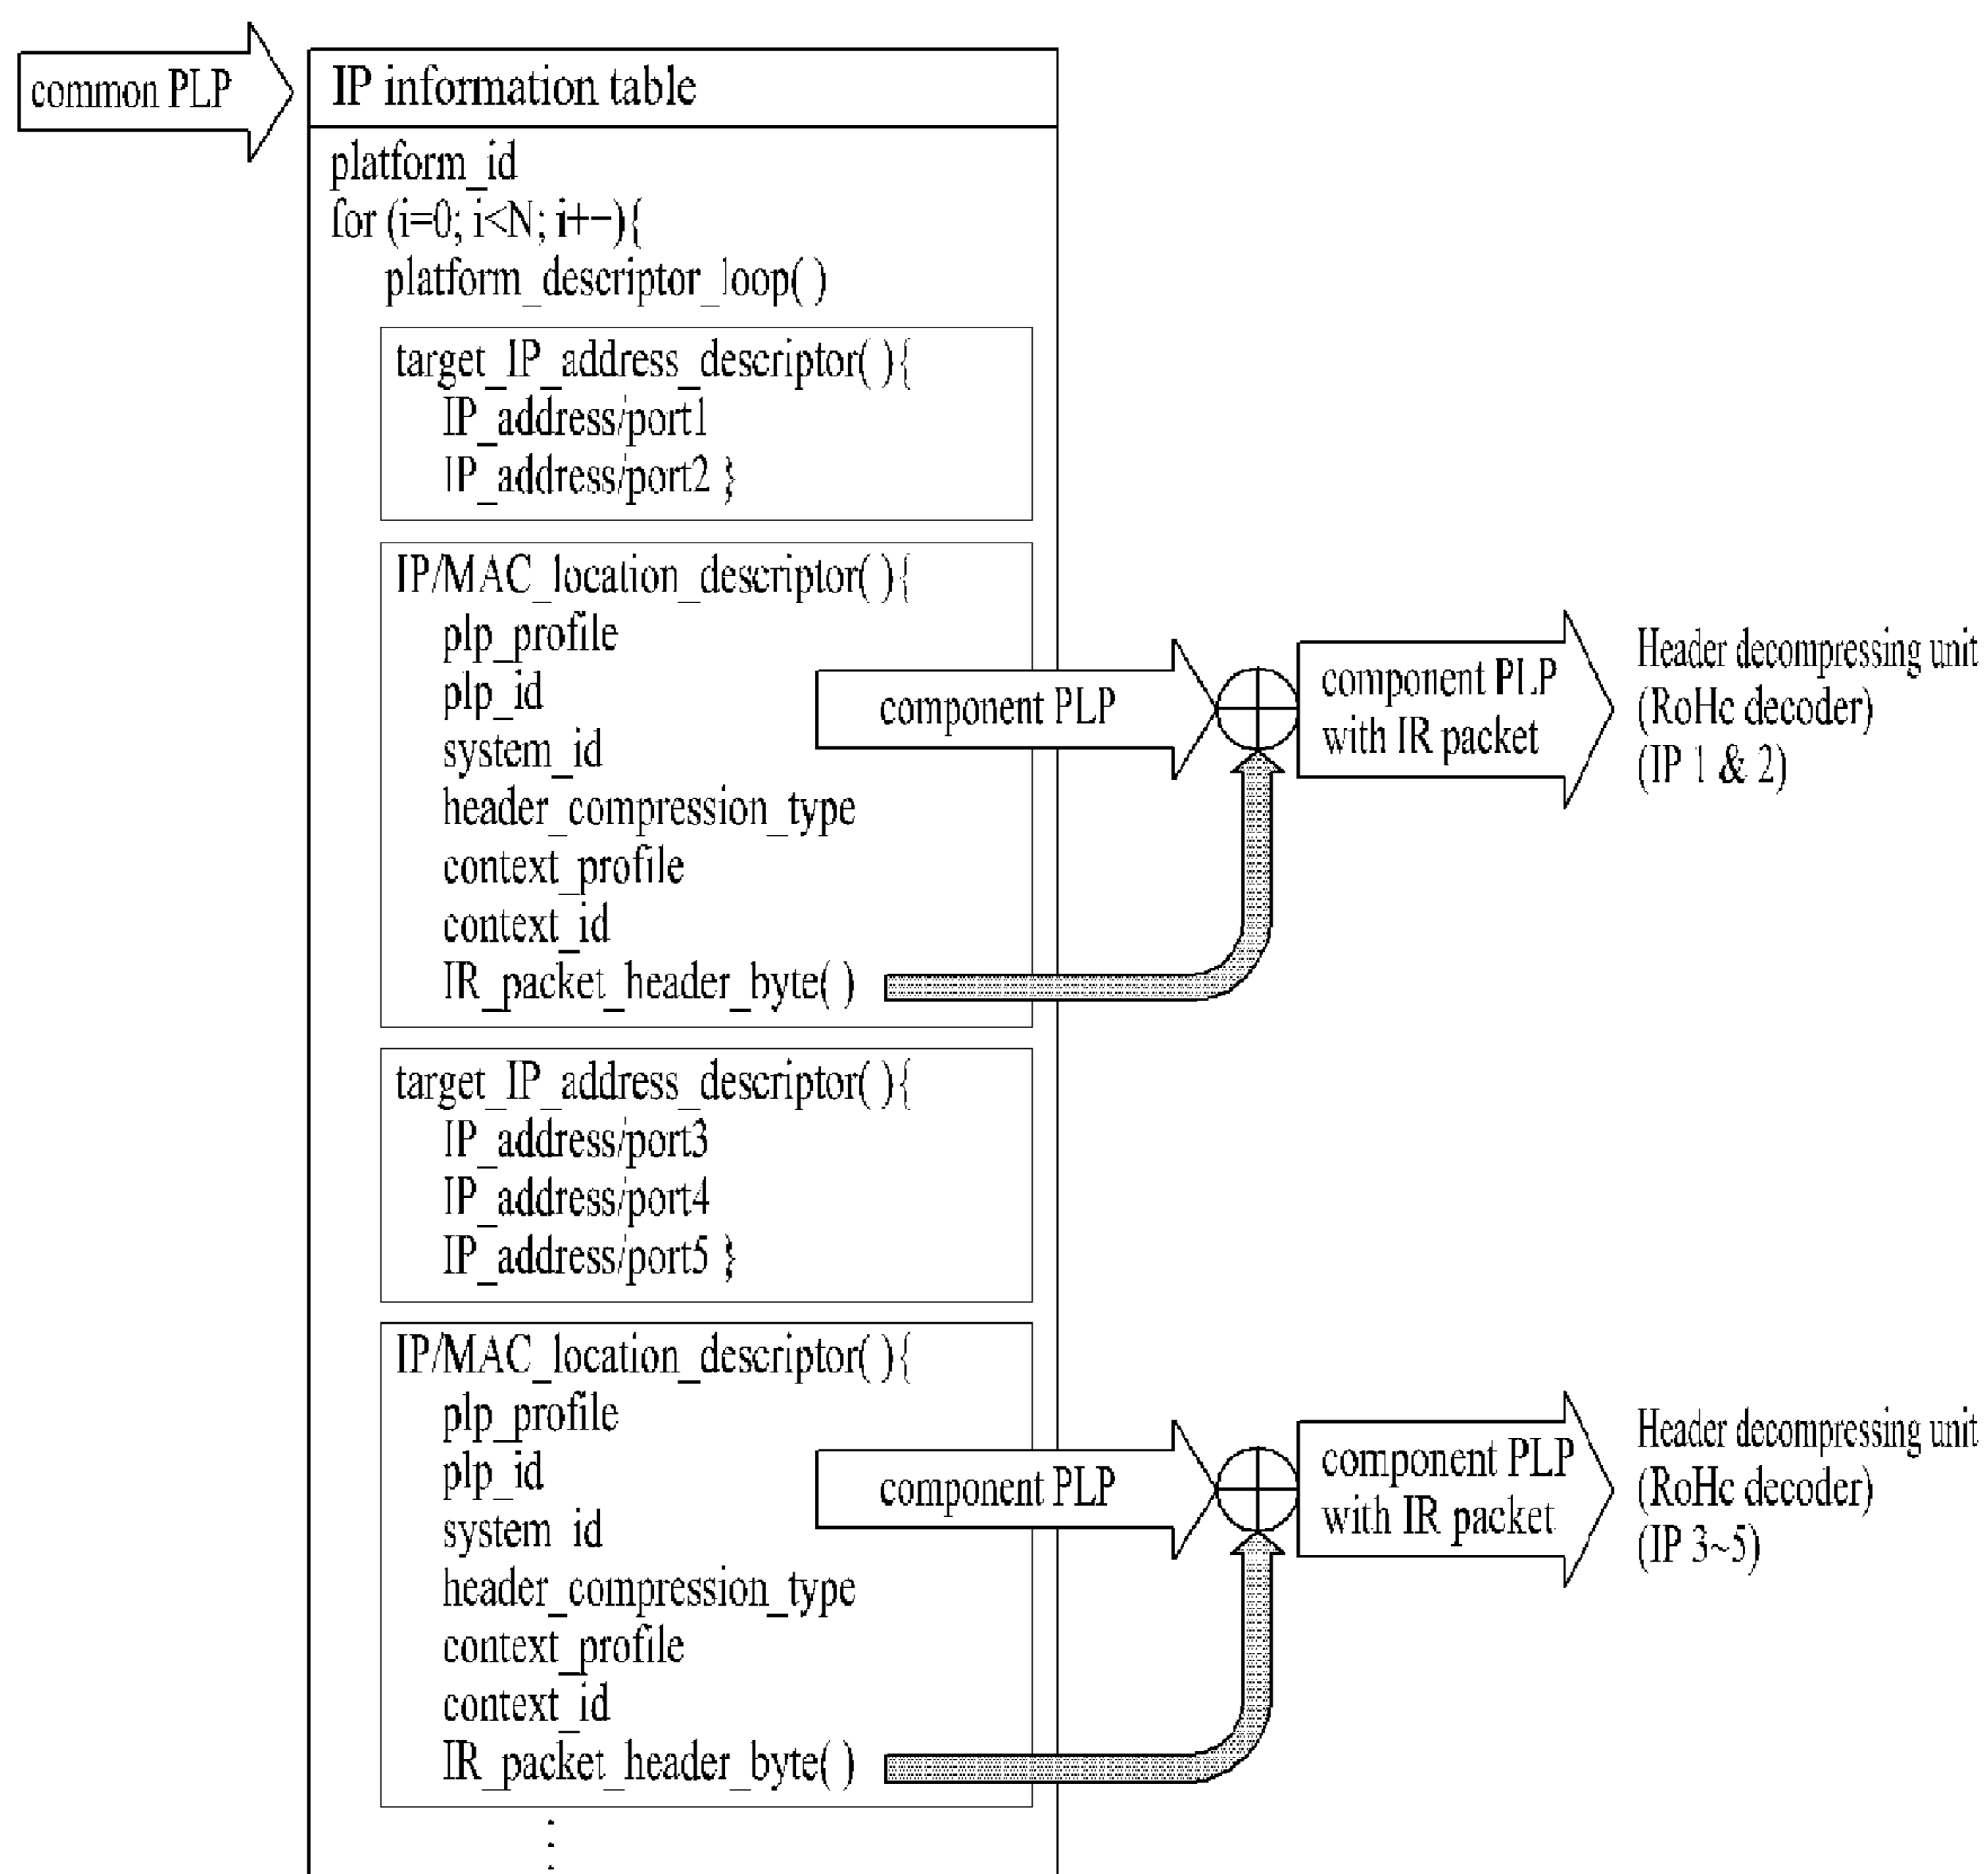 common PLP
IP information table
platform_id
for (i=0; i<N; i+−){
platform_descriptor_loop( )
target_IP_address_descriptor( ){
IP_address/port1
IP_address/port2 }
IP/MAC_location_descriptor( ){
plp_profile
plp_id
system_id
header_compression_type
context_profile
context_id
IR_packet_header_byte( )
component PLP
component PLP
with IR packet
Header decompressing unit
(RoHc decoder)
(IP 1 & 2)
target_IP_address_descriptor( ){
IP_address/port3
IP_address/port4
IP_address/port5 }
IP/MAC_location_descriptor( ){
plp_profile
plp_id
system_id
header_compression_type
context_profile
context_id
IR_packet_header_byte( )
component PLP
component PLP
with IR packet
Header decompressing unit
(RoHc decoder)
(IP 3~5)